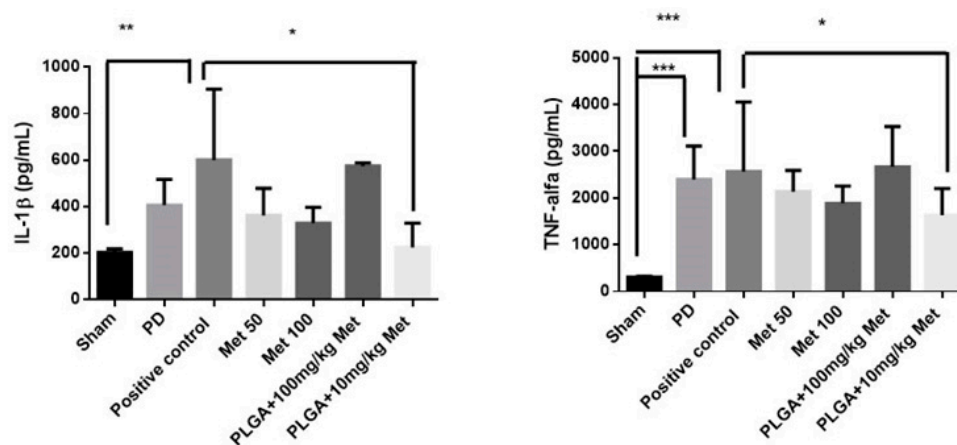 **
*
1000
800
600
400
200
0
IL-1β (pg/mL)
Sham
PD
Positive control
Met 50
Met 100
PLGA+100mg/kg Met
PLGA+10mg/kg Met
***
***
*
5000
4000
3000
2000
1000
0
TNF-alfa (pg/mL)
Sham
PD
Positive control
Met 50
Met 100
PLGA+100mg/kg Met
PLGA+10mg/kg Met